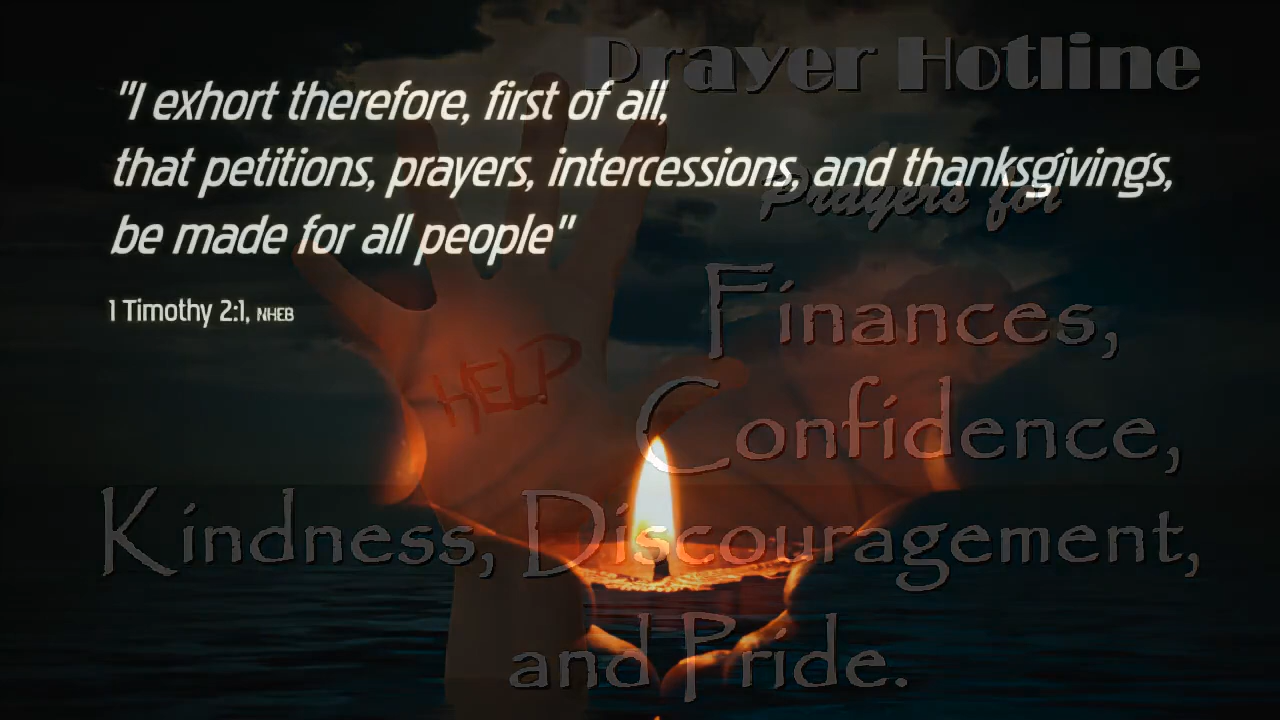 Prayer Hotline
"I exhort therefore, first of all,
that petitions, prayers, intercessions, and thanksgivings,
be made for all people"
1 Timothy 2:1, NHEB
Prayers for
Finances,
HELP
Confidence,
Kindness, Discouragement,
and Pride.